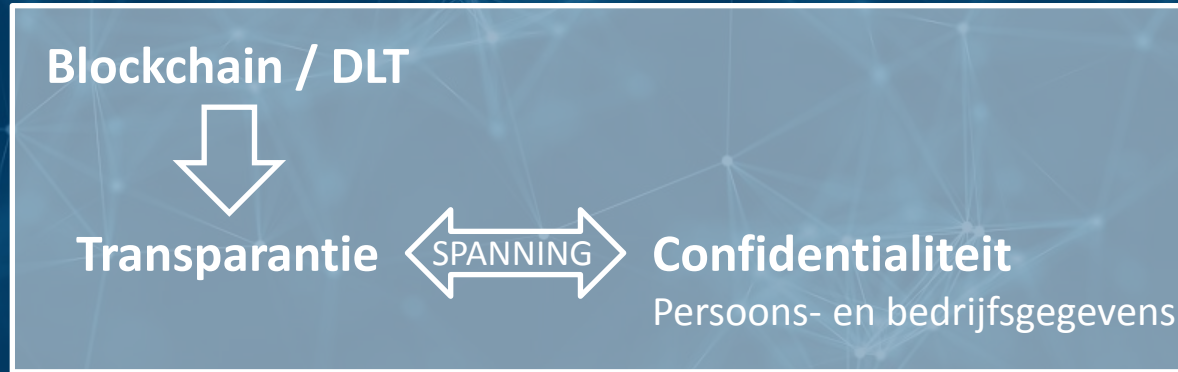 Blockchain / DLT
Transparantie SPANNING Confidentialiteit
Persoons- en bedrijfsgegevens